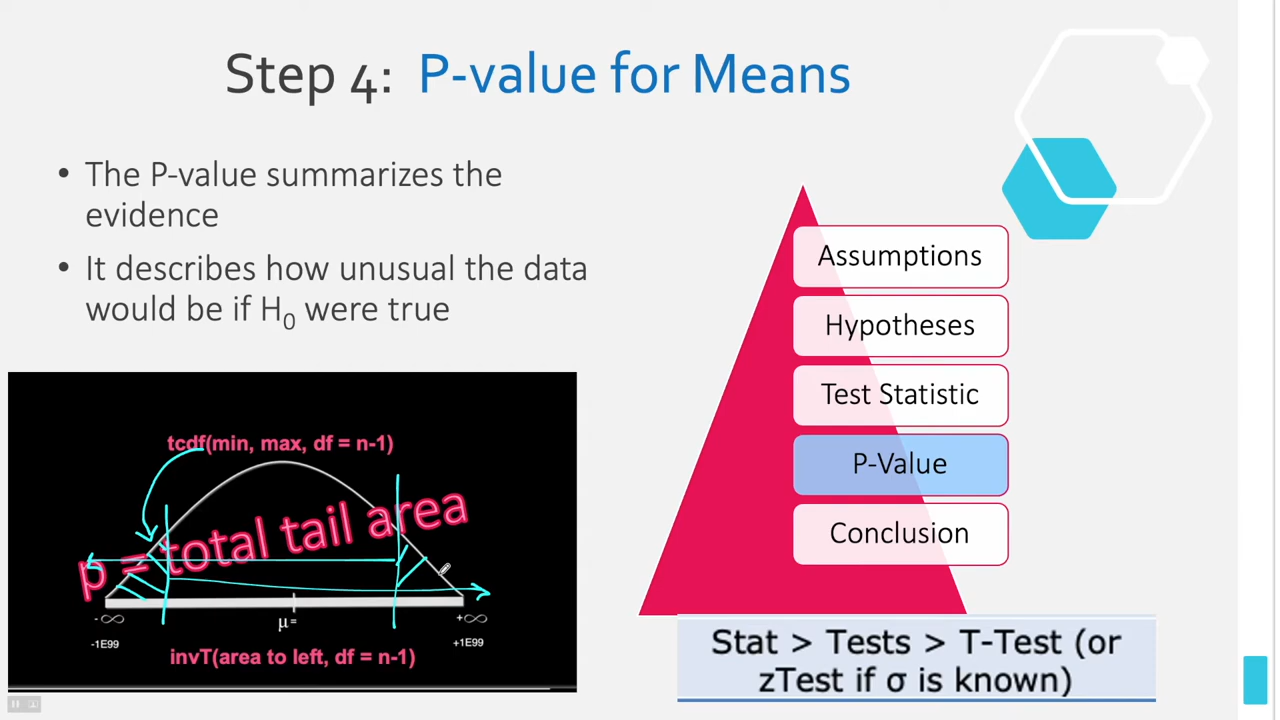 Step 4: P-value for Means
• The P-value summarizes the
evidence
• It describes how unusual the data
would be if H₀ were true
tcdf(min, max, df = n-1)
p = total tail area
- ∞
-1E99
μ =
+∞
+1E99
invT(area to left, df = n-1)
Assumptions
Hypotheses
Test Statistic
P-Value
Conclusion
Stat > Tests > T-Test (or
zTest if σ is known)